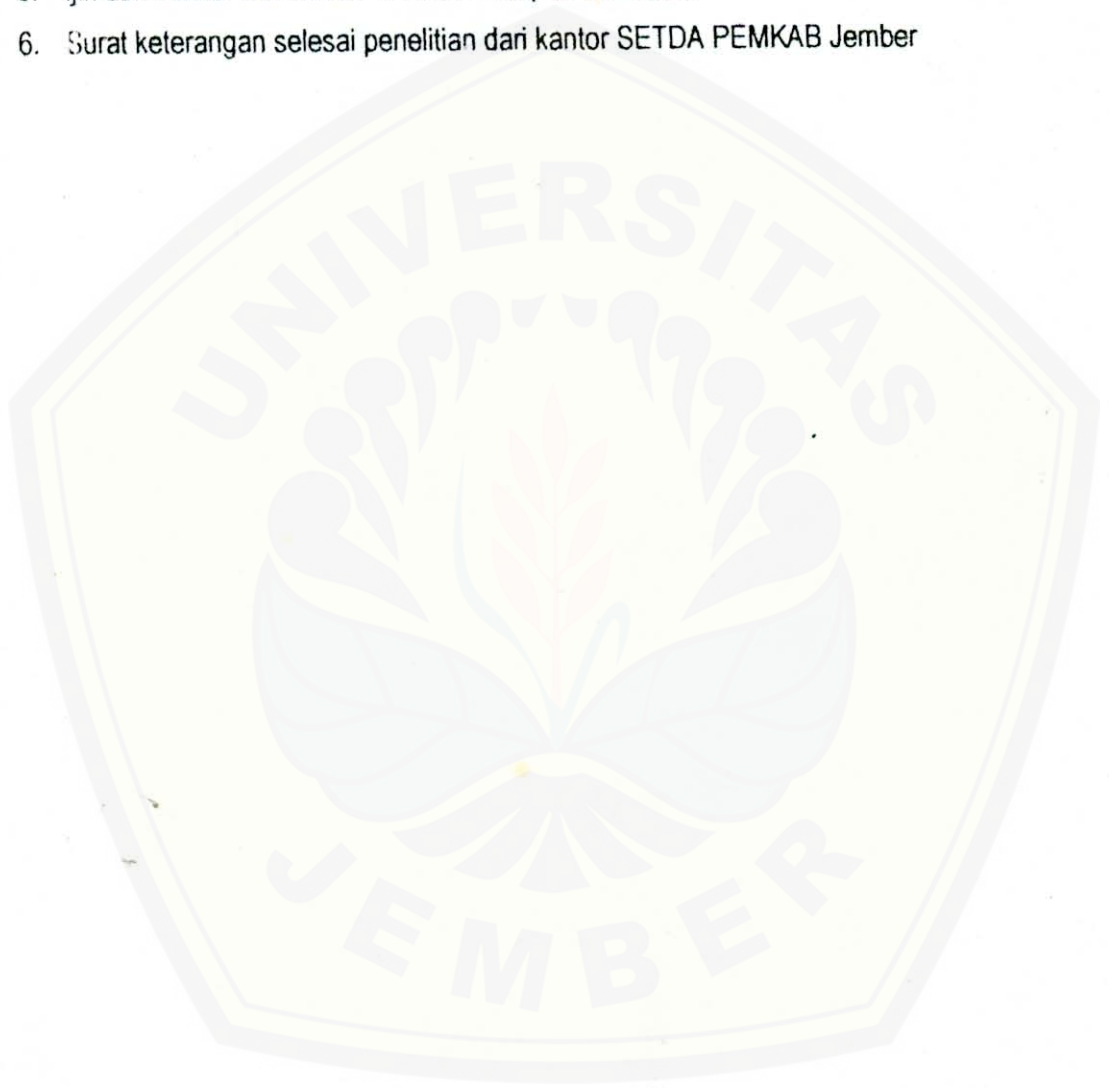 6. Surat keterangan selesai penelitian dari kantor SETDA PEMKAB Jember
UNIVERSITAS
JEMBER